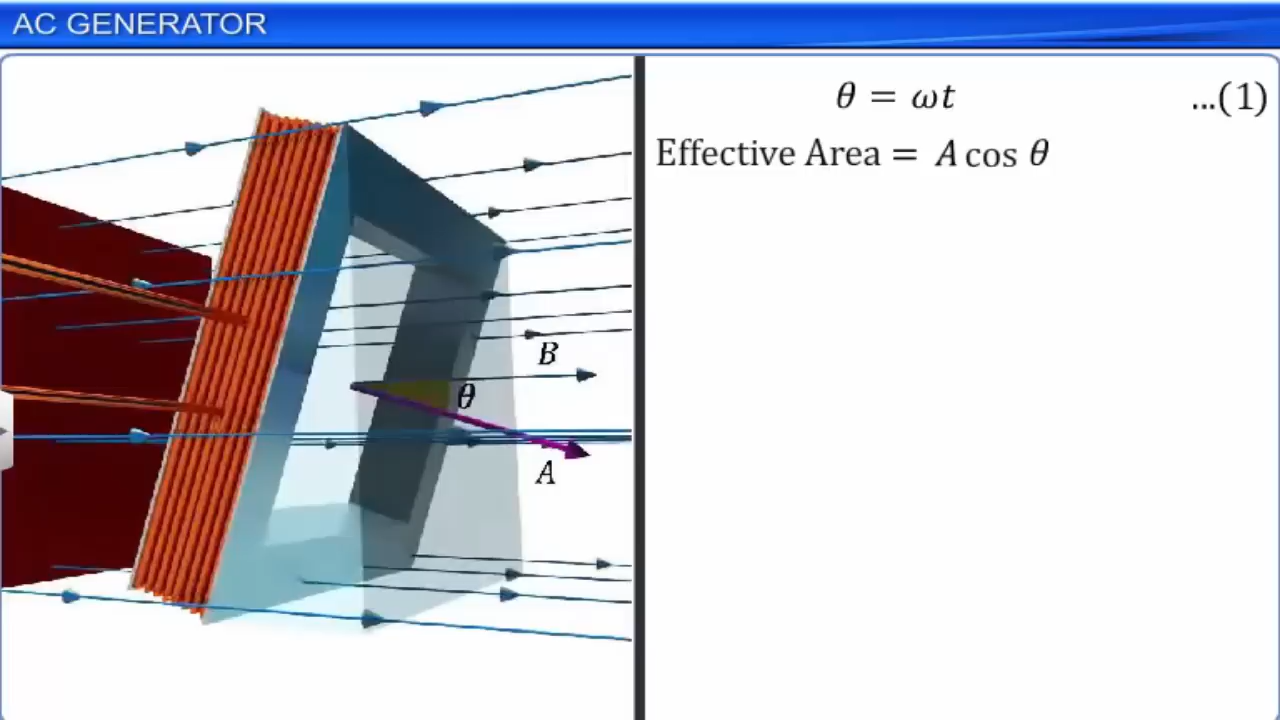 AC GENERATOR
θ = ωt ...(1)
Effective Area = A cos θ
B
θ
A